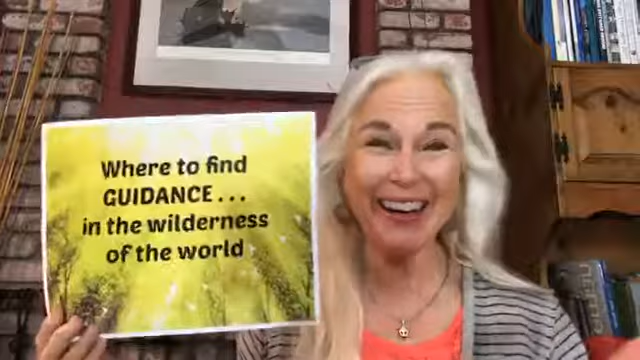 Where to find
GUIDANCE . . .
in the wilderness
of the world